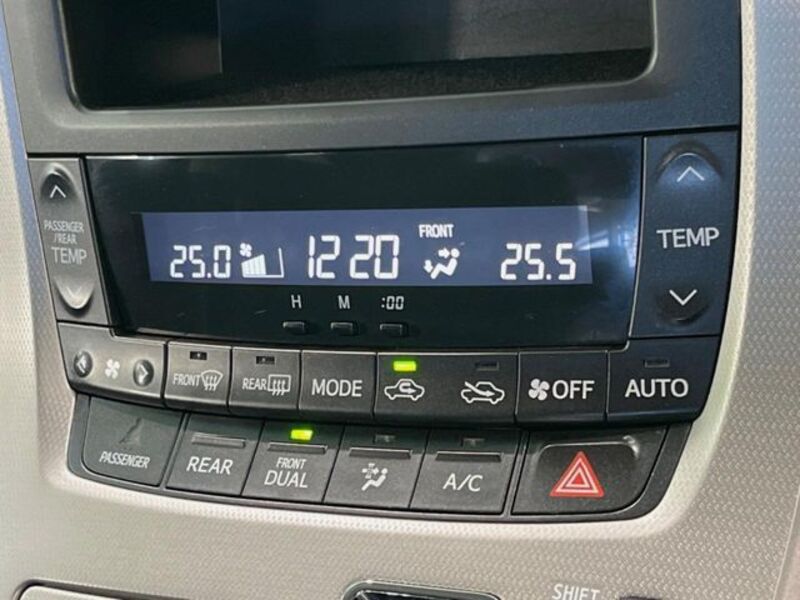 PASSENGER
/REAR
TEMP
FRONT
25.0 12 20 25.5
TEMP
H M :00
FRONT REAR MODE OFF AUTO
PASSENGER REAR FRONT DUAL A/C
SHIFT